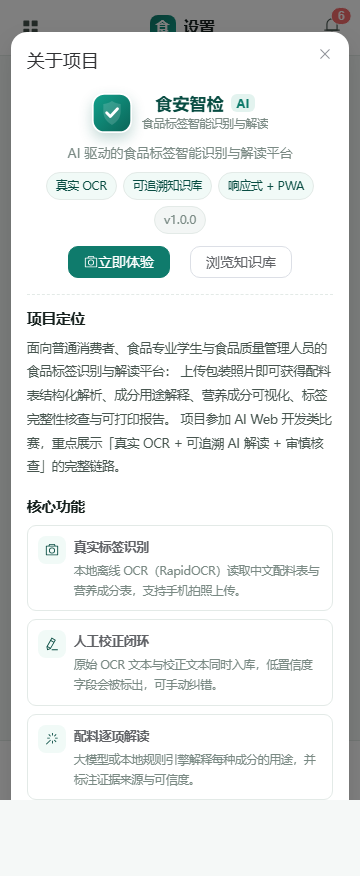 食 设置
6
关于项目
食安智检 AI
食品标签智能识别与解读
AI 驱动的食品标签智能识别与解读平台
真实 OCR 可追溯知识库 响应式 + PWA
v1.0.0
立即体验 浏览知识库
项目定位
面向普通消费者、食品专业学生与食品质量管理人员的
食品标签识别与解读平台： 上传包装照片即可获得配料
表结构化解析、成分用途解释、营养成分可视化、标签
完整性核查与可打印报告。 项目参加 AI Web 开发类比
赛，重点展示「真实 OCR + 可追溯 AI 解读 + 审慎核
查」的完整链路。
核心功能
真实标签识别
本地离线 OCR（RapidOCR）读取中文配料表与
营养成分表，支持手机拍照上传。
人工校正闭环
原始 OCR 文本与校正文本同时入库，低置信度
字段会被标出，可手动纠错。
配料逐项解读
大模型或本地规则引擎解释每种成分的用途，并
标注证据来源与可信度。